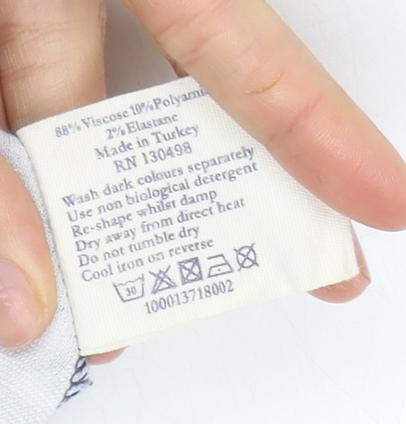 88% Viscose 10% Polyami
2% Elastane
Made in Turkey
RN 130498
Wash dark colours separately
Use non biological detergent
Re-shape whilst damp
Dry away from direct heat
Do not tumble dry
Cool iron on reverse
30
100013718002